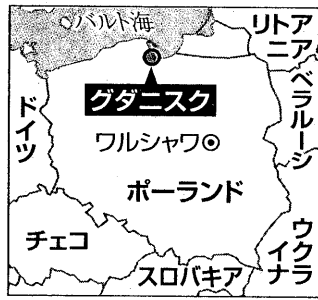 バルト海
リトアニア
グダニスク
ベラルーシ
ドイツ
ワルシャワ
ポーランド
チェコ
ウクライナ
スロバキア